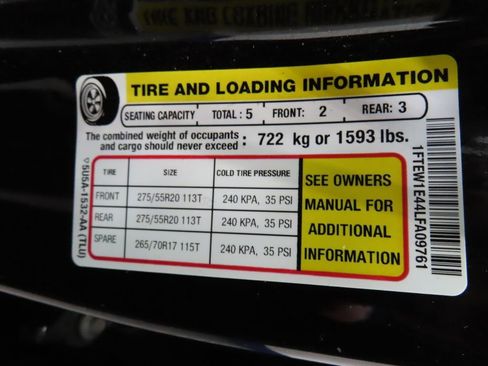 TIRE AND LOADING INFORMATION
SEATING CAPACITY TOTAL : 5 FRONT: 2 REAR: 3
The combined weight of occupants and cargo should never exceed : 722 kg or 1593 lbs.
TIRE SIZE COLD TIRE PRESSURE
FRONT 275/55R20 113T 240 KPA, 35 PSI
REAR 275/55R20 113T 240 KPA, 35 PSI
SPARE 265/70R17 115T 240 KPA, 35 PSI
SEE OWNERS
MANUAL FOR
ADDITIONAL
INFORMATION
5U5A-1532-AA (TLU)
1FTEW1E44LFA09761